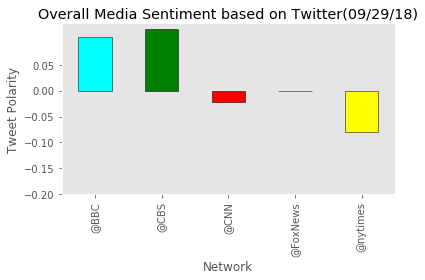 Overall Media Sentiment based on Twitter(09/29/18)
Tweet Polarity
0.05
0.00
−0.05
−0.10
−0.15
−0.20
@BBC
@CBS
@CNN
@FoxNews
@nytimes
Network